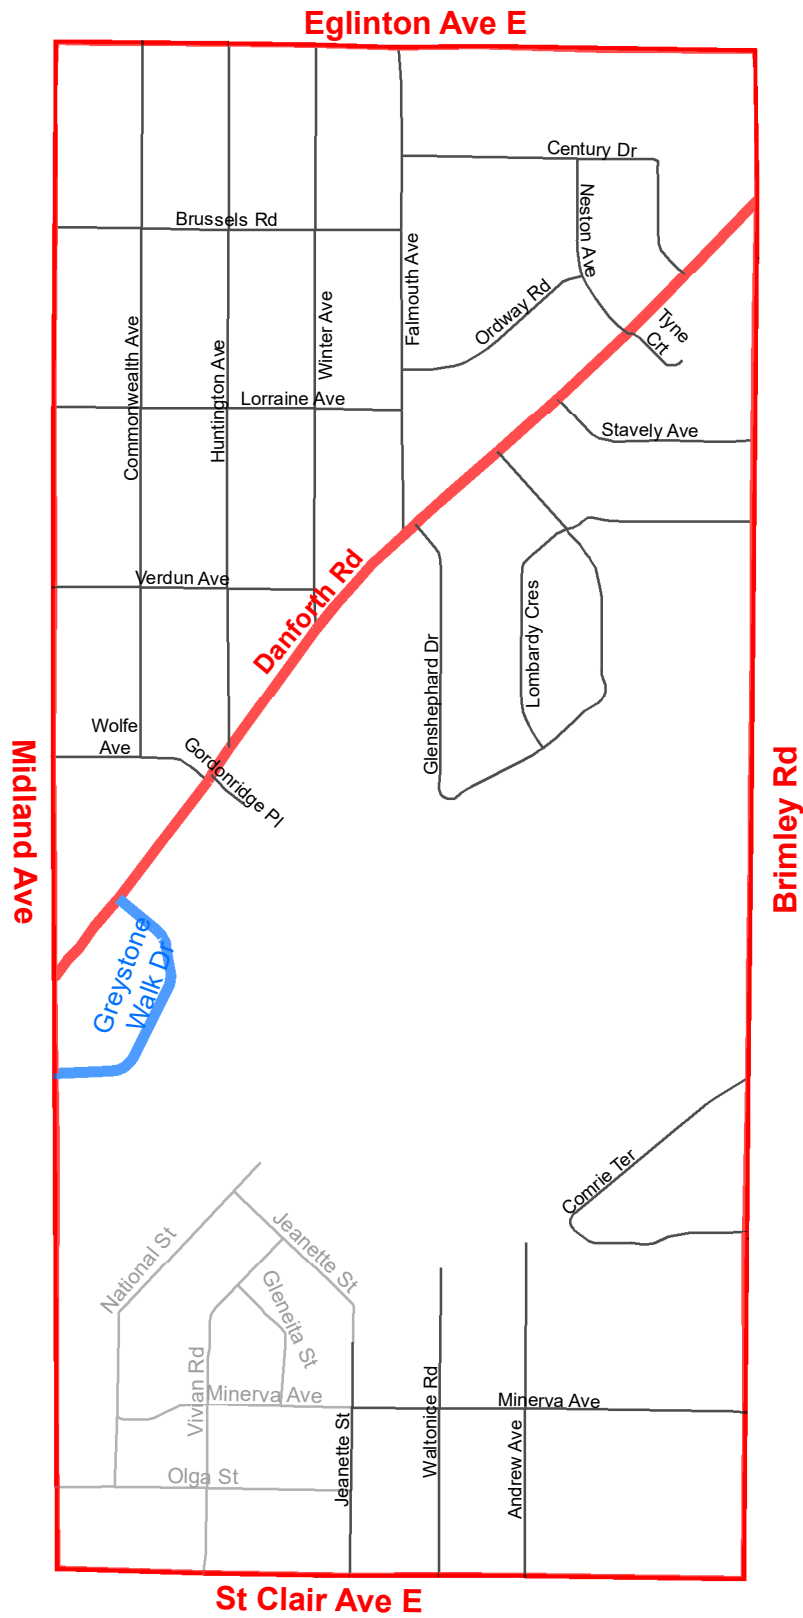 Eglinton Ave E
Century Dr
Neston Ave
Brussels Rd
Falmouth Ave
Ordway Rd
Tyne
Crt
Commonwealth Ave
Huntington Ave
Winter Ave
Lorraine Ave
Stavely Ave
Verdun Ave
Danforth Rd
Lombardy Cres
Glenshephard Dr
Wolfe
Ave
Gordonridge Pl
Midland Ave
Brimley Rd
Greystone
Walk Dr
Comrie Ter
National St
Jeanette St
Gleneita St
Vivian Rd
Minerva Ave
Waltonice Rd
Minerva Ave
Jeanette St
Andrew Ave
Olga St
St Clair Ave E